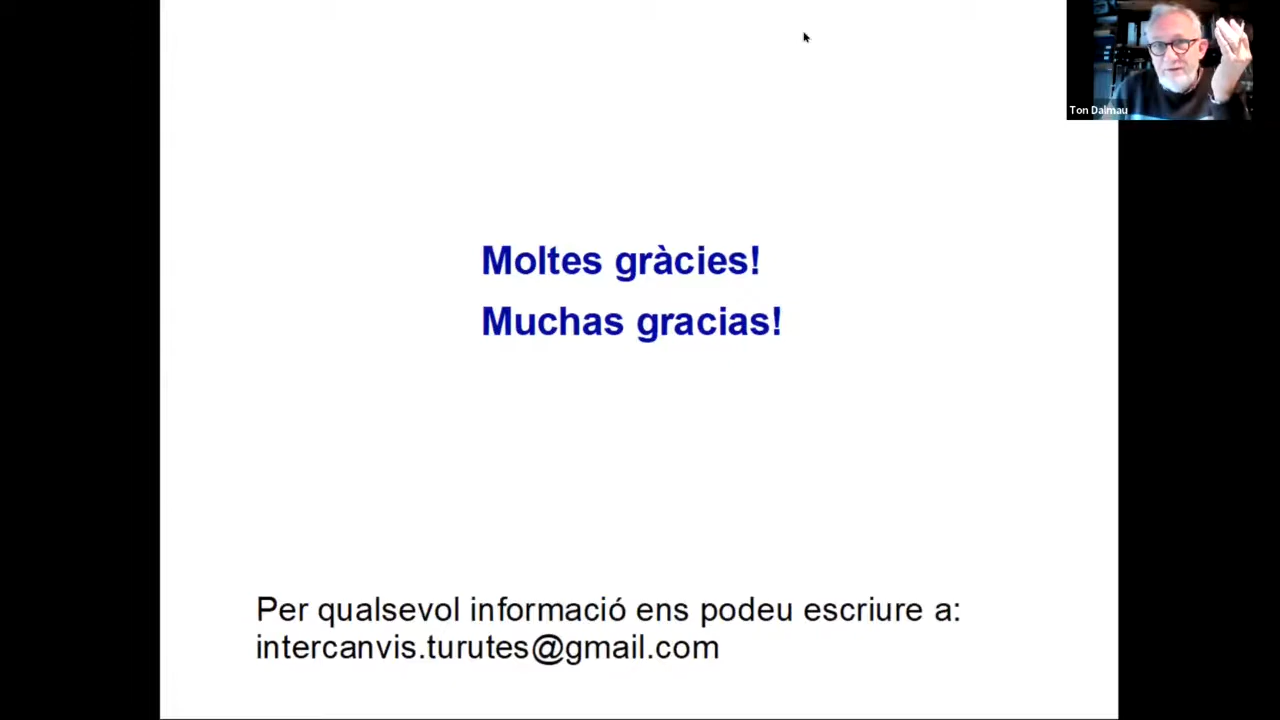 Ton Dalmau
Moltes gràcies!
Muchas gracias!
Per qualsevol informació ens podeu escriure a:
intercanvis.turutes@gmail.com